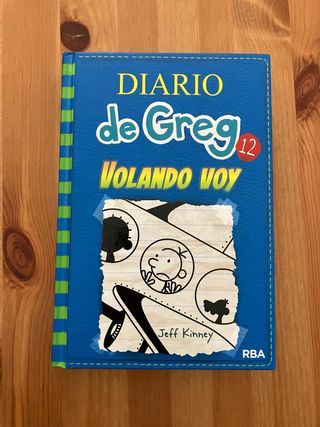 DIARIO
de Greg 12
VOLANDO VOY
Jeff Kinney
RBA